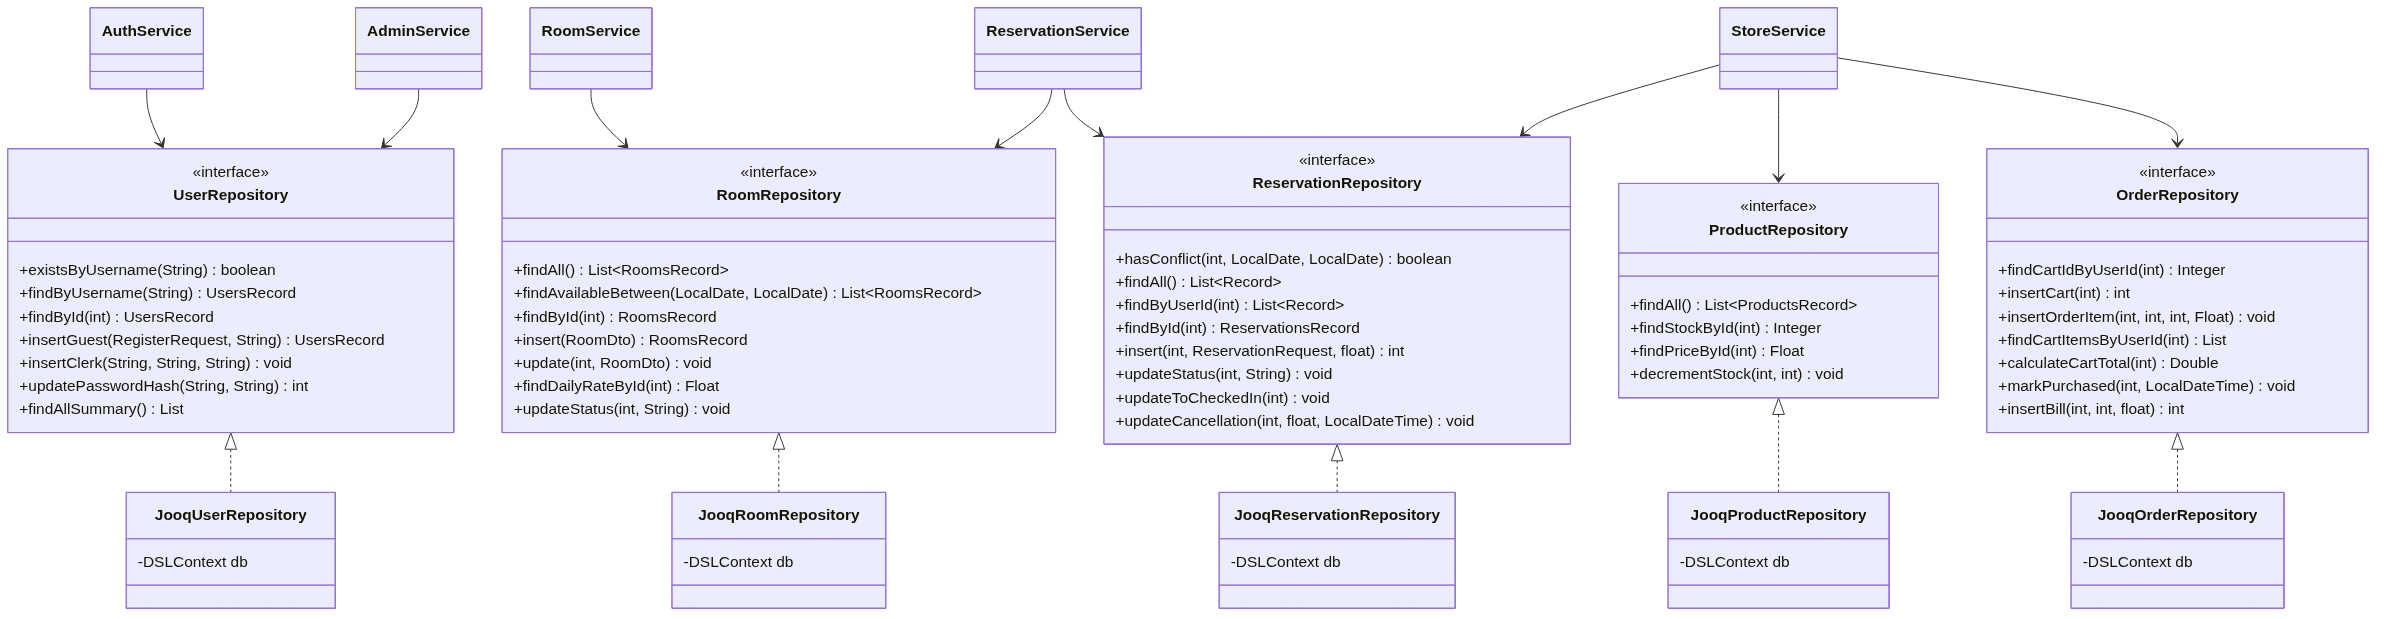 AuthService
AdminService
RoomService
ReservationService
StoreService
«interface»
UserRepository
+existsByUsername(String) : boolean
+findByUsername(String) : UsersRecord
+findById(int) : UsersRecord
+insertGuest(RegisterRequest, String) : UsersRecord
+insertClerk(String, String, String) : void
+updatePasswordHash(String, String) : int
+findAllSummary() : List
«interface»
RoomRepository
+findAll() : List<RoomsRecord>
+findAvailableBetween(LocalDate, LocalDate) : List<RoomsRecord>
+findById(int) : RoomsRecord
+insert(RoomDto) : RoomsRecord
+update(int, RoomDto) : void
+findDailyRateById(int) : Float
+updateStatus(int, String) : void
«interface»
ReservationRepository
+hasConflict(int, LocalDate, LocalDate) : boolean
+findAll() : List<Record>
+findByUserId(int) : List<Record>
+findById(int) : ReservationsRecord
+insert(int, ReservationRequest, float) : int
+updateStatus(int, String) : void
+updateToCheckedIn(int) : void
+updateCancellation(int, float, LocalDateTime) : void
«interface»
ProductRepository
+findAll() : List<ProductsRecord>
+findStockById(int) : Integer
+findPriceById(int) : Float
+decrementStock(int, int) : void
«interface»
OrderRepository
+findCartIdByUserId(int) : Integer
+insertCart(int) : int
+insertOrderItem(int, int, int, Float) : void
+findCartItemsByUserId(int) : List
+calculateCartTotal(int) : Double
+markPurchased(int, LocalDateTime) : void
+insertBill(int, int, float) : int
JooqUserRepository
-DSLContext db
JooqRoomRepository
-DSLContext db
JooqReservationRepository
-DSLContext db
JooqProductRepository
-DSLContext db
JooqOrderRepository
-DSLContext db